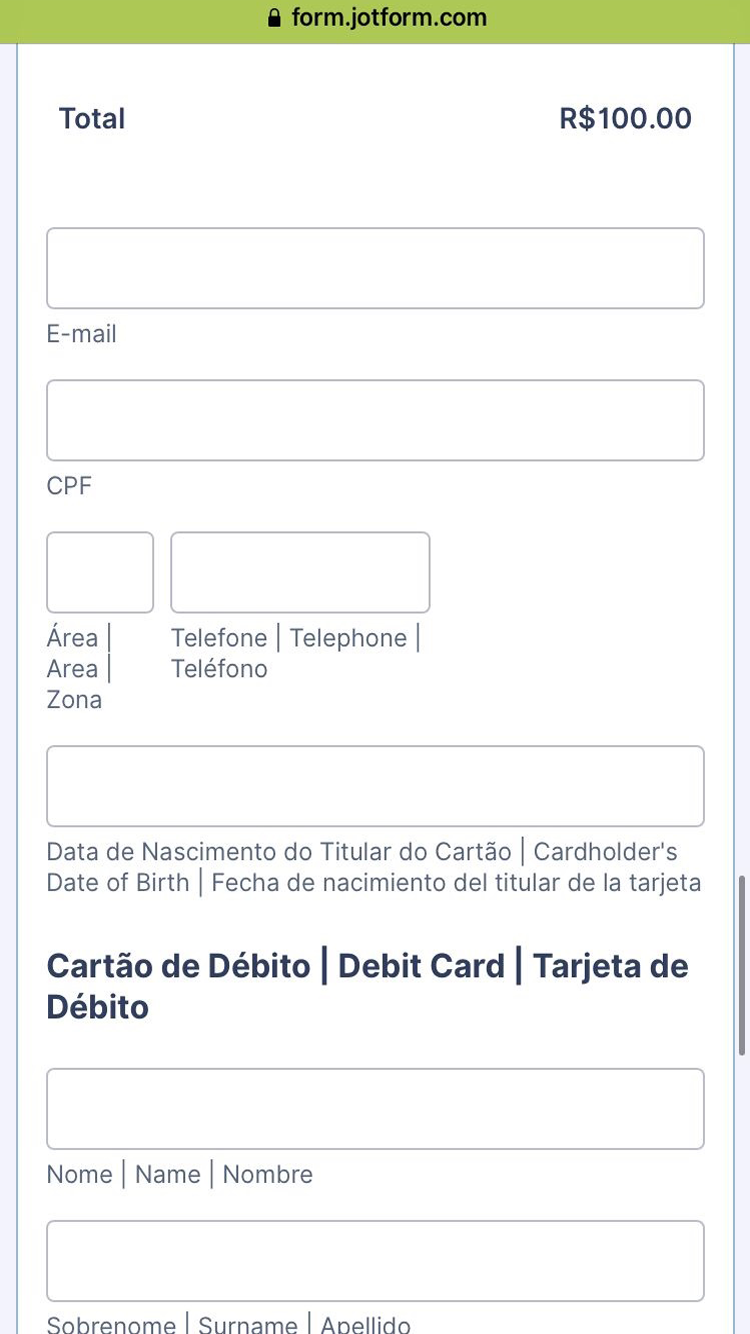 form.jotform.com
Total R$100.00
E-mail
CPF
Área |
Area |
Zona
Telefone | Telephone |
Teléfono
Data de Nascimento do Titular do Cartão | Cardholder's
Date of Birth | Fecha de nacimiento del titular de la tarjeta
Cartão de Débito | Debit Card | Tarjeta de
Débito
Nome | Name | Nombre
Sobrenome | Surname | Apellido